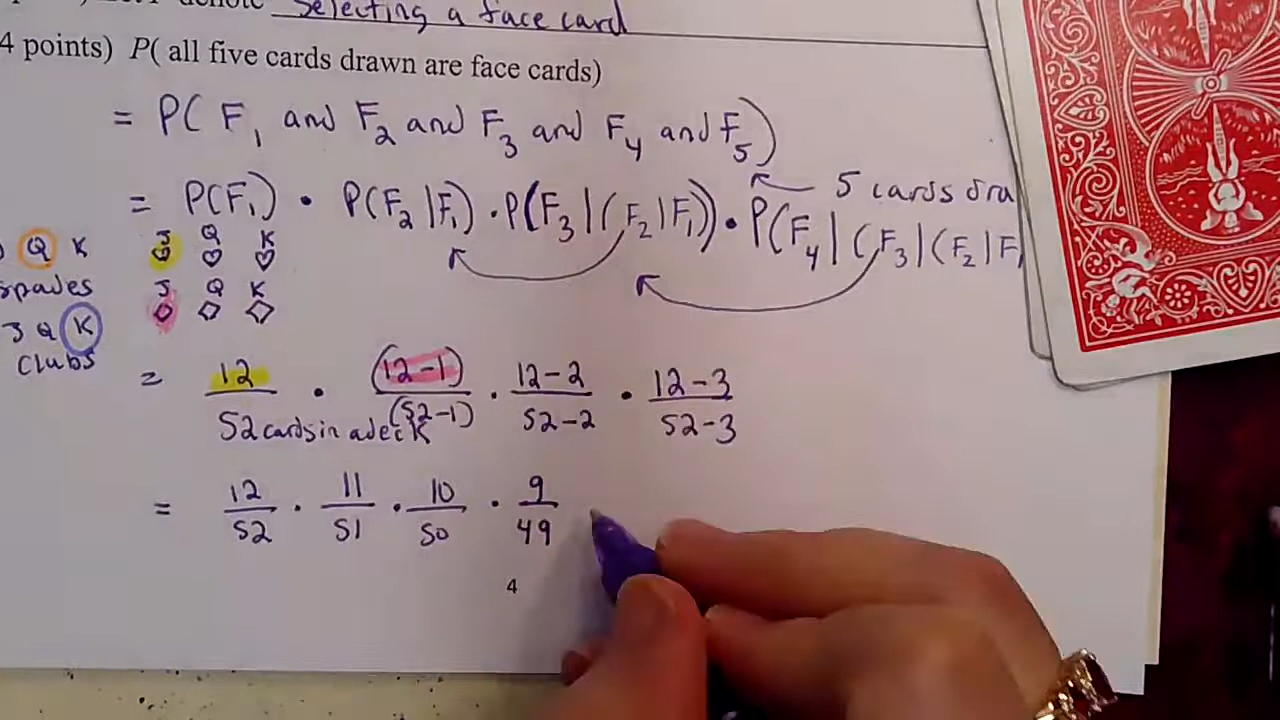 denote Selecting a face card
4 points) P( all five cards drawn are face cards)
= P( F1 and F2 and F3 and F4 and F5)
5 cards dra
= P(F1) · P(F2 | F1) · P(F3 | (F2 | F1)) · P(F4 | (F3 | (F2 | F
Q K J Q K
spades J Q K
J Q K
Clubs
= 12/52 cards in a deck · (12-1)/(52-1) · 12-2/52-2 · 12-3/52-3
= 12/52 · 11/51 · 10/50 · 9/49
4